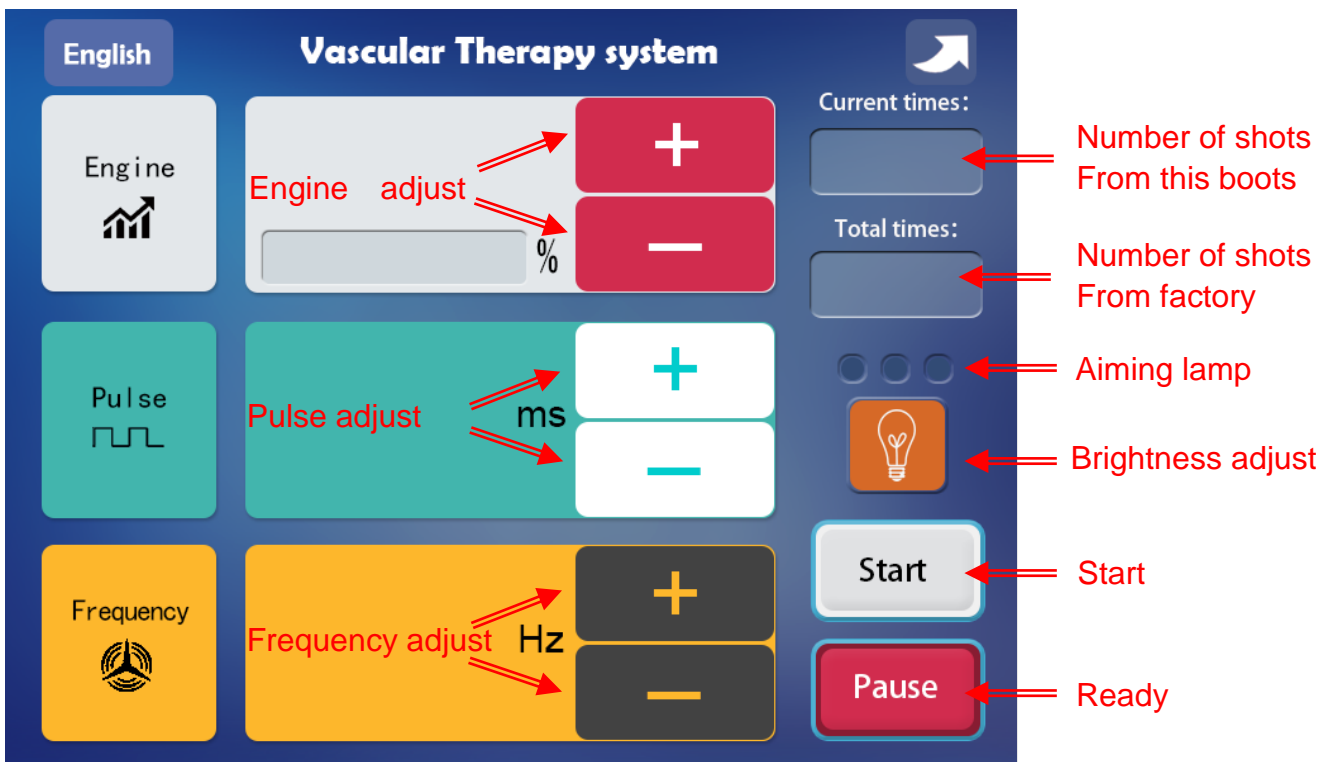 English
Vascular Therapy system
Current times:
Number of shots
From this boots
Engine
Engine adjust
%
+
—
Total times:
Number of shots
From factory
Aiming lamp
Pulse
Pulse adjust
ms
+
—
Brightness adjust
Start
Start
Frequency
Frequency adjust
Hz
+
—
Pause
Ready